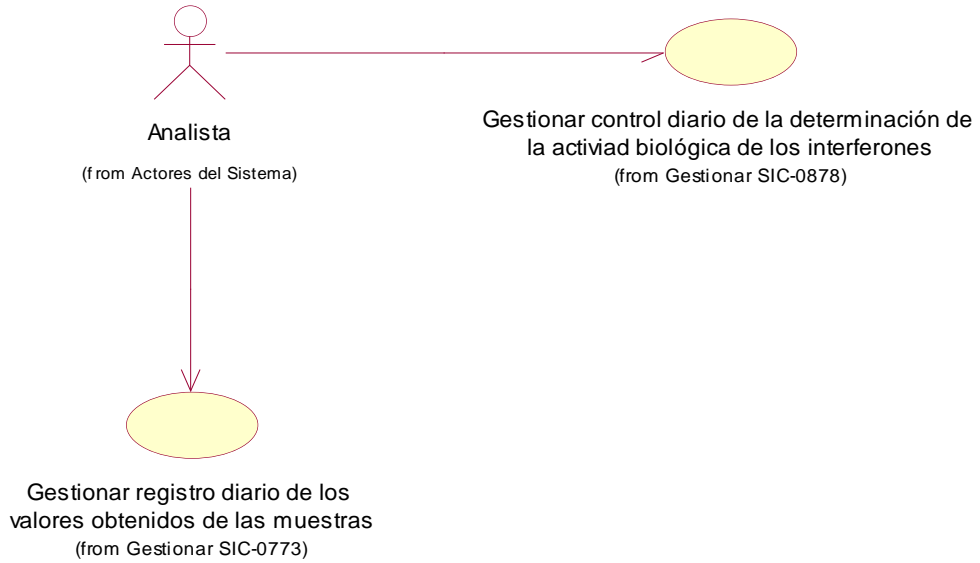 Analista
(from Actores del Sistema)
Gestionar control diario de la determinación de
la activiad biológica de los interferones
(from Gestionar SIC-0878)
Gestionar registro diario de los
valores obtenidos de las muestras
(from Gestionar SIC-0773)